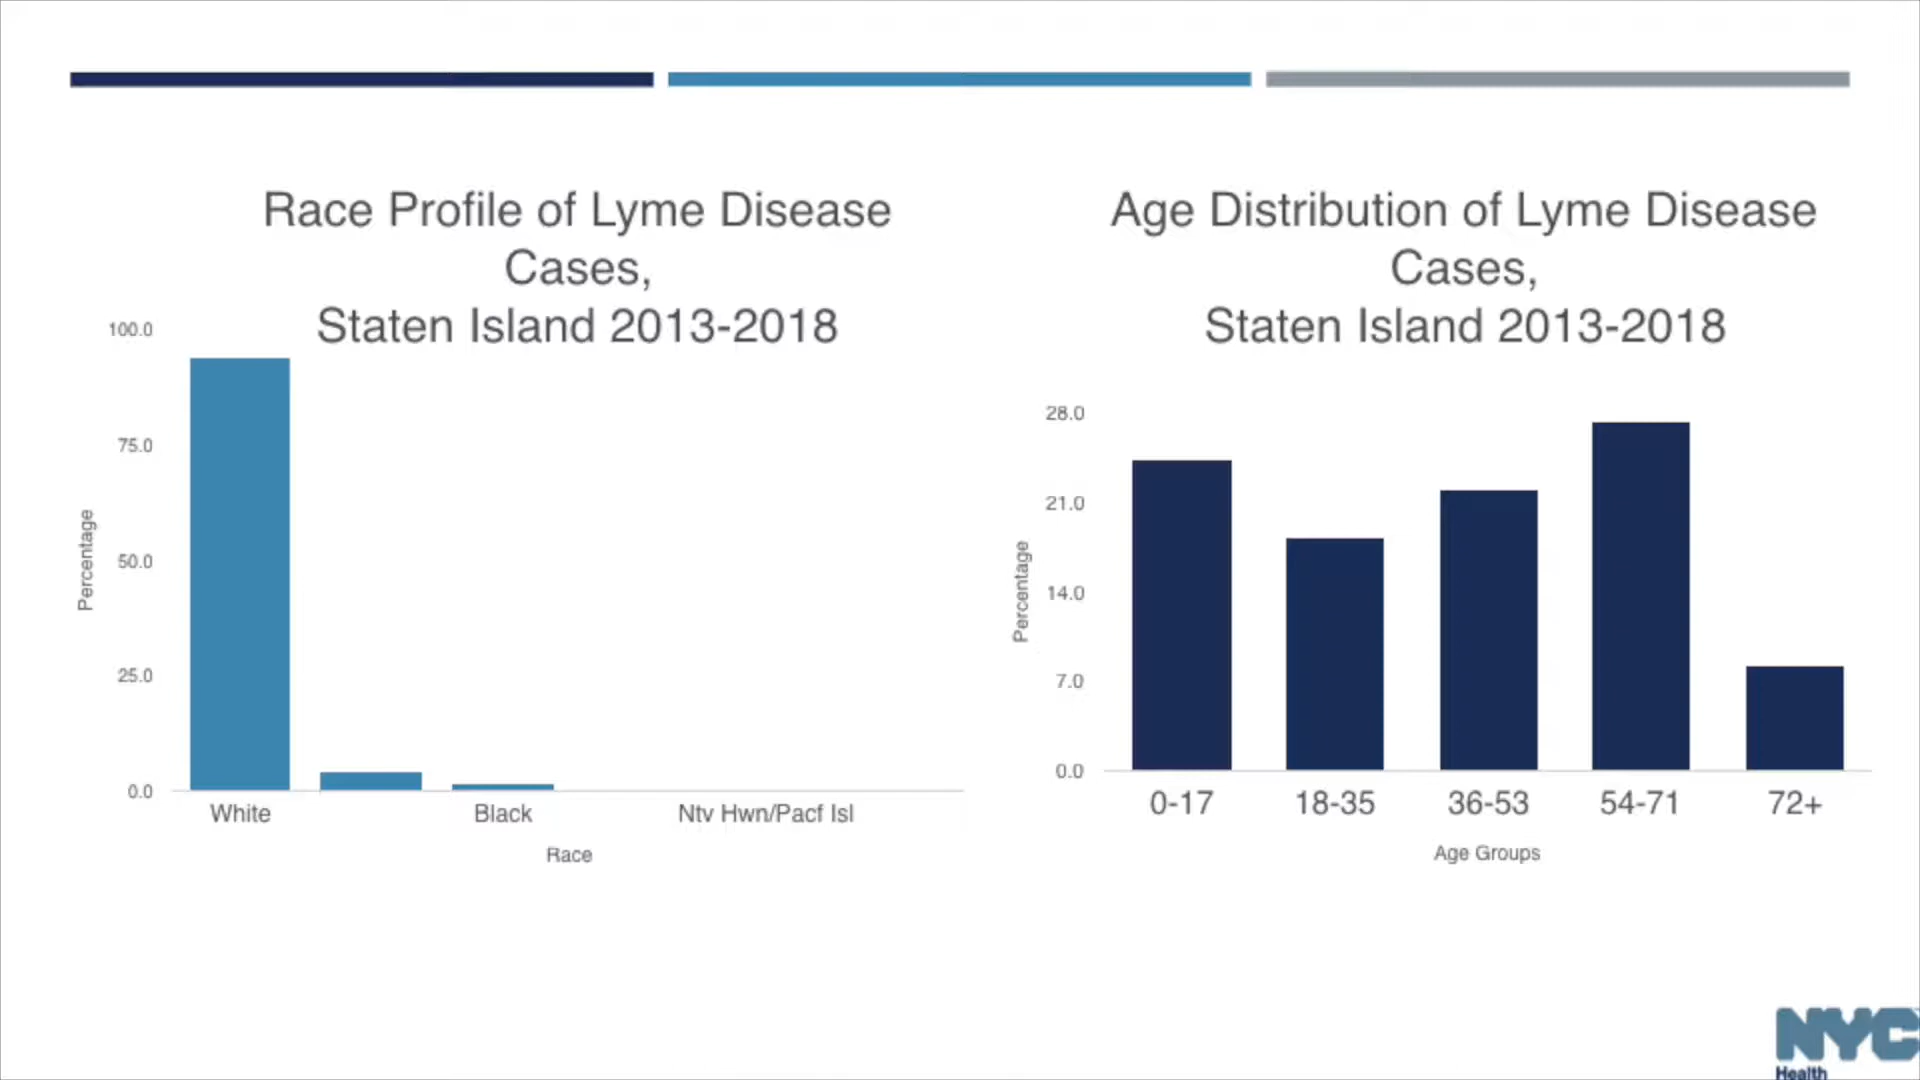 Race Profile of Lyme Disease
Cases,
Staten Island 2013-2018
100.0
75.0
50.0
25.0
0.0
Percentage
White
Black
Ntv Hwn/Pacf Isl
Race
Age Distribution of Lyme Disease
Cases,
Staten Island 2013-2018
28.0
21.0
14.0
7.0
0.0
Percentage
0-17
18-35
36-53
54-71
72+
Age Groups
NYC
Health